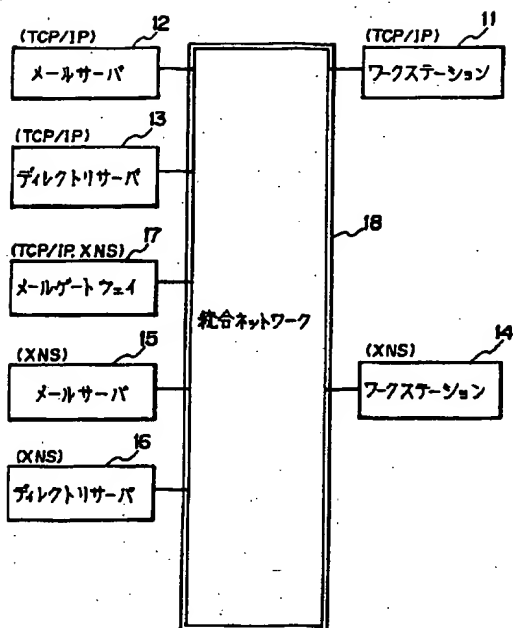 (TCP/IP) 12
メールサーバ
(TCP/IP) 13
ディレクトリサーバ
(TCP/IP, XNS) 17
メールゲートウェイ
(XNS) 15
メールサーバ
(XNS) 16
ディレクトリサーバ
統合ネットワーク
18
(TCP/IP) 11
ワークステーション
(XNS) 14
ワークステーション